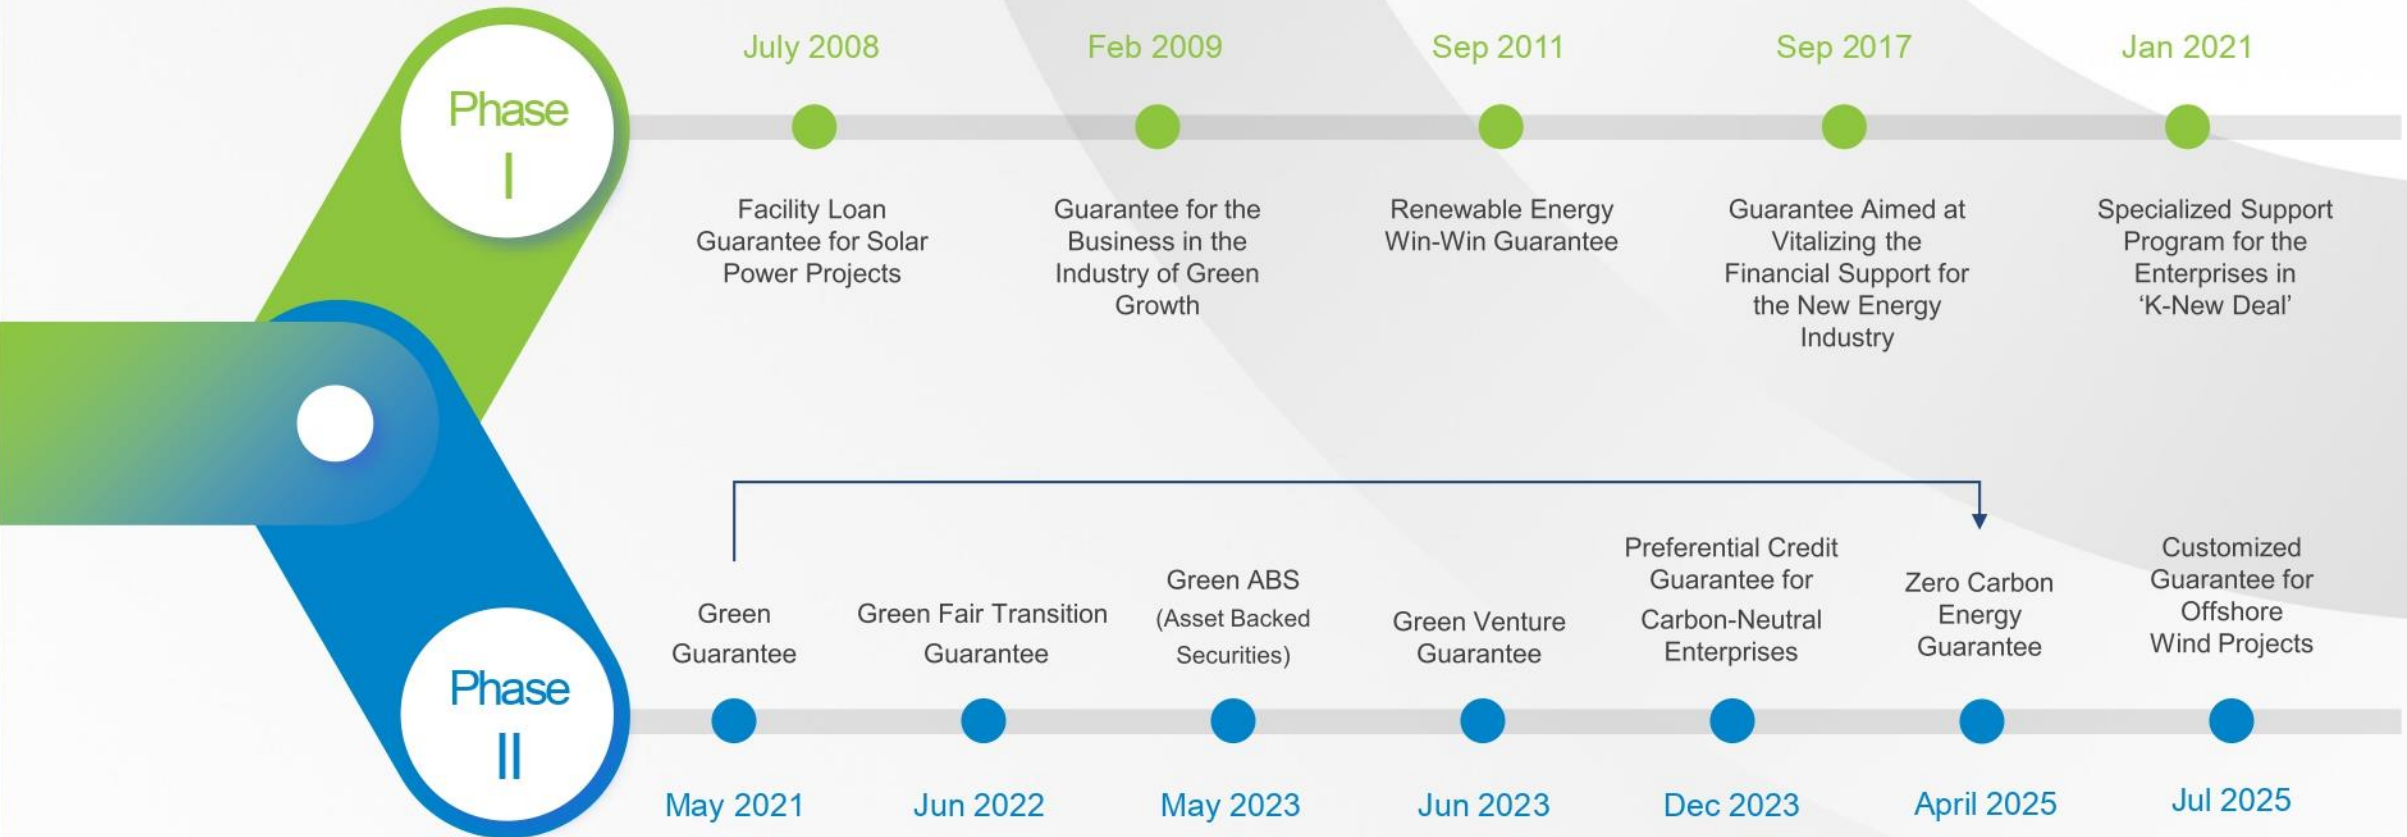 Phase
I
July 2008
Facility Loan
Guarantee for Solar
Power Projects
Feb 2009
Guarantee for the
Business in the
Industry of Green
Growth
Sep 2011
Renewable Energy
Win-Win Guarantee
Sep 2017
Guarantee Aimed at
Vitalizing the
Financial Support for
the New Energy
Industry
Jan 2021
Specialized Support
Program for the
Enterprises in
‘K-New Deal’
Phase
II
Green
Guarantee
May 2021
Green Fair Transition
Guarantee
Jun 2022
Green ABS
(Asset Backed
Securities)
May 2023
Green Venture
Guarantee
Jun 2023
Preferential Credit
Guarantee for
Carbon-Neutral
Enterprises
Dec 2023
Zero Carbon
Energy
Guarantee
April 2025
Customized
Guarantee for
Offshore
Wind Projects
Jul 2025